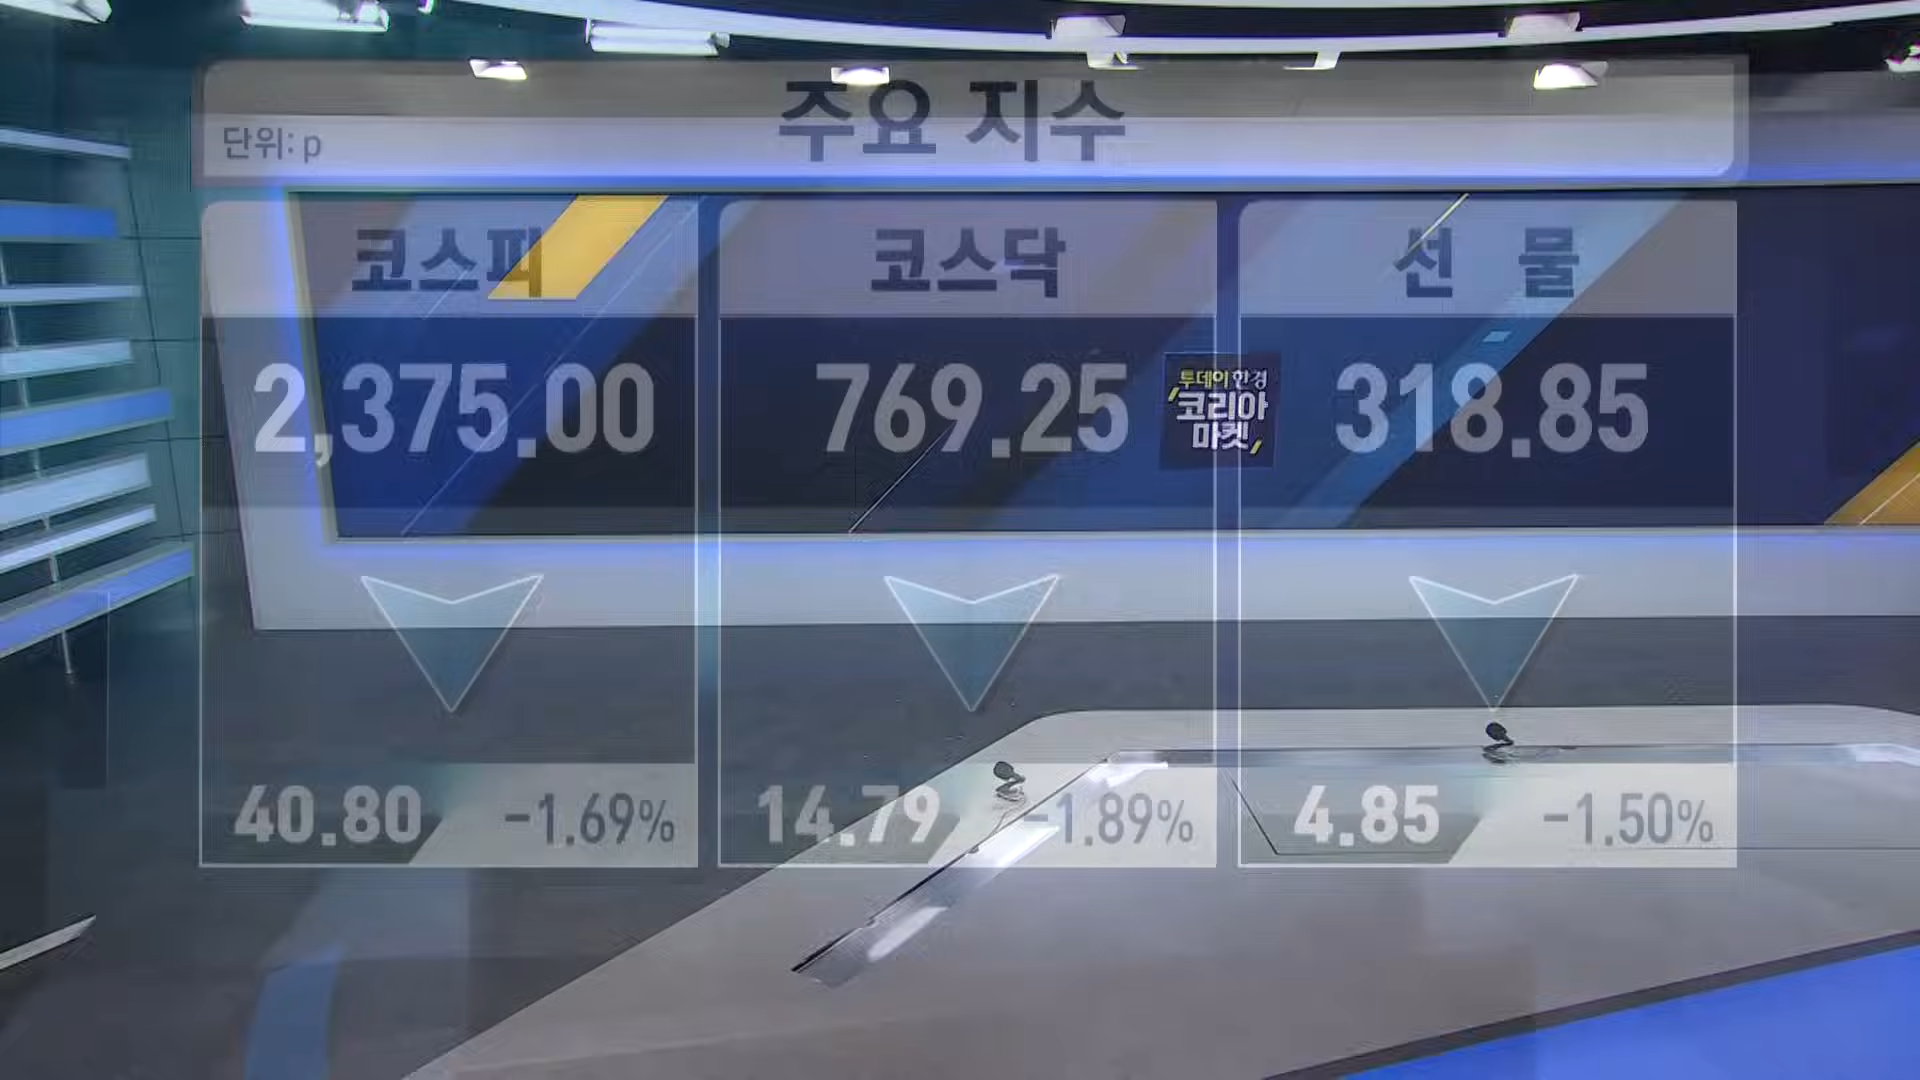 주요 지수
단위: p
코스피
코스닥
선 물
2,375.00
769.25
318.85
투데이 한경
코리아
마켓
40.80
-1.69%
14.79
-1.89%
4.85
-1.50%